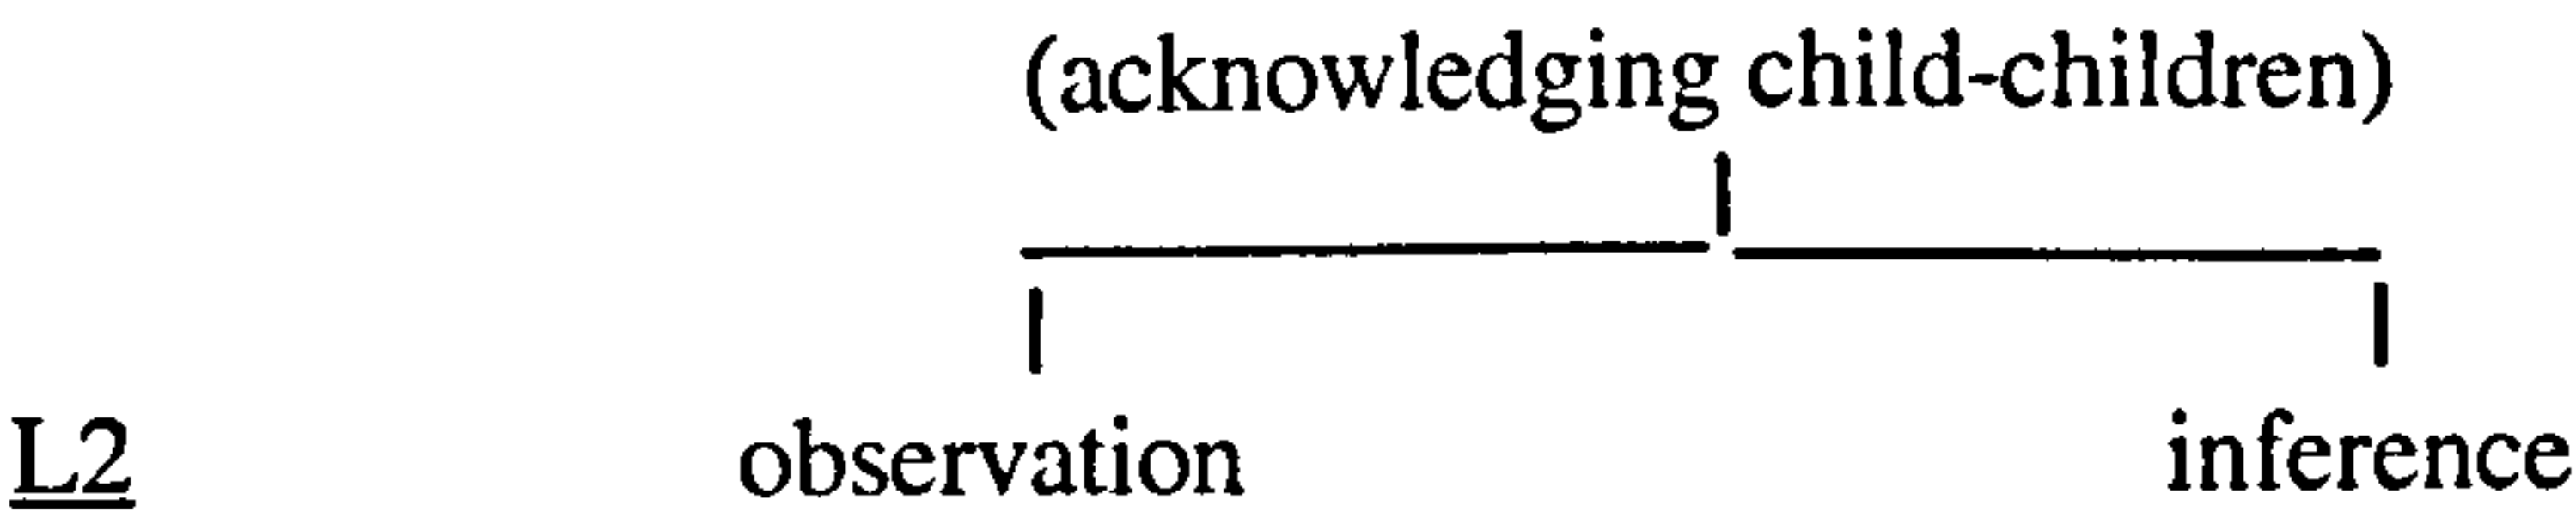 (acknowledging child-children)
L2 observation inference